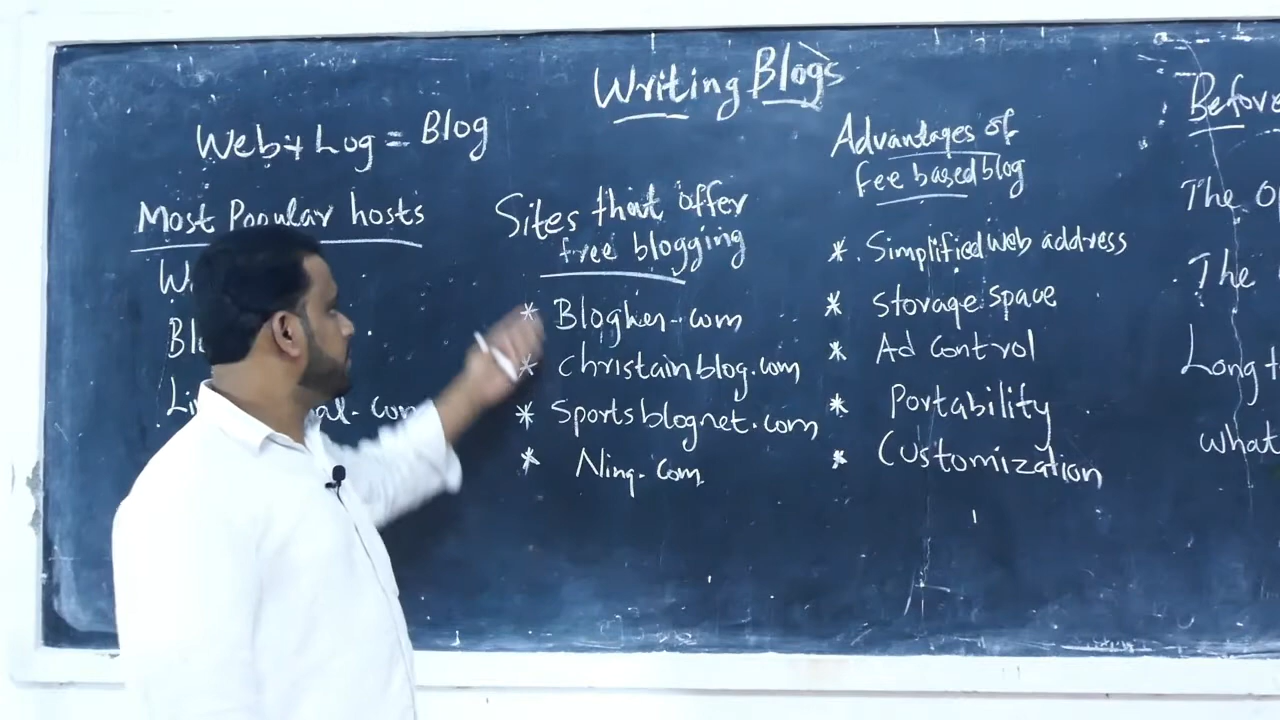 Writing Blogs
Web + Log = Blog
Most Popular hosts
Sites that offer
free blogging
* Blogher.com
* christainblog.com
* Sportsblognet.com
* Ning.com
Advantages of
fee based blog
* Simplified web address
* Storage space
* Ad control
* Portability
* Customization
The
Long
what